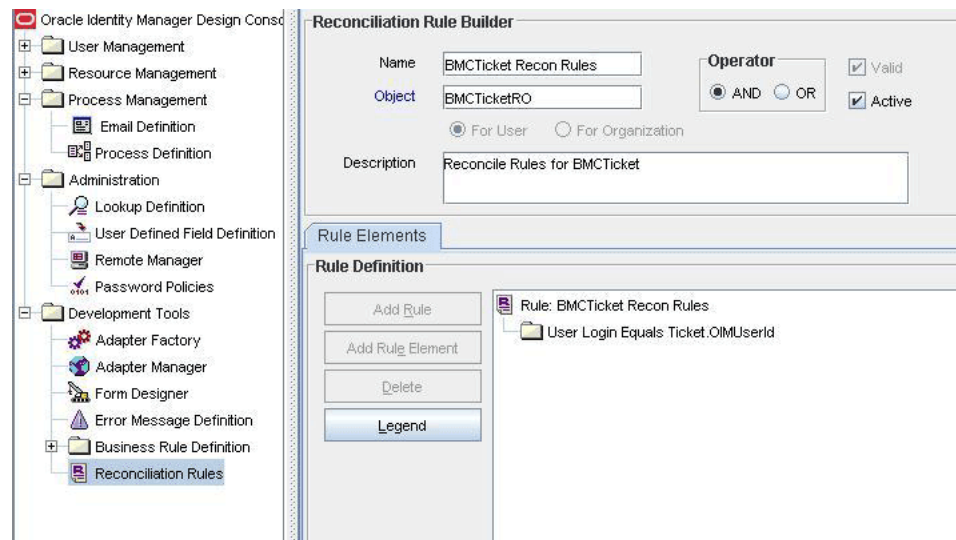 Oracle Identity Manager Design Conso
User Management
Resource Management
Process Management
Email Definition
Process Definition
Administration
Lookup Definition
User Defined Field Definition
Remote Manager
Password Policies
Development Tools
Adapter Factory
Adapter Manager
Form Designer
Error Message Definition
Business Rule Definition
Reconciliation Rules
Reconciliation Rule Builder
Name BMCTicket Recon Rules
Operator
AND OR
Valid
Object BMCTicketRO
Active
For User For Organization
Description Reconcile Rules for BMCTicket
Rule Elements
Rule Definition
Add Rule
Add Rule Element
Delete
Legend
Rule: BMCTicket Recon Rules
User Login Equals Ticket.OIMUserId